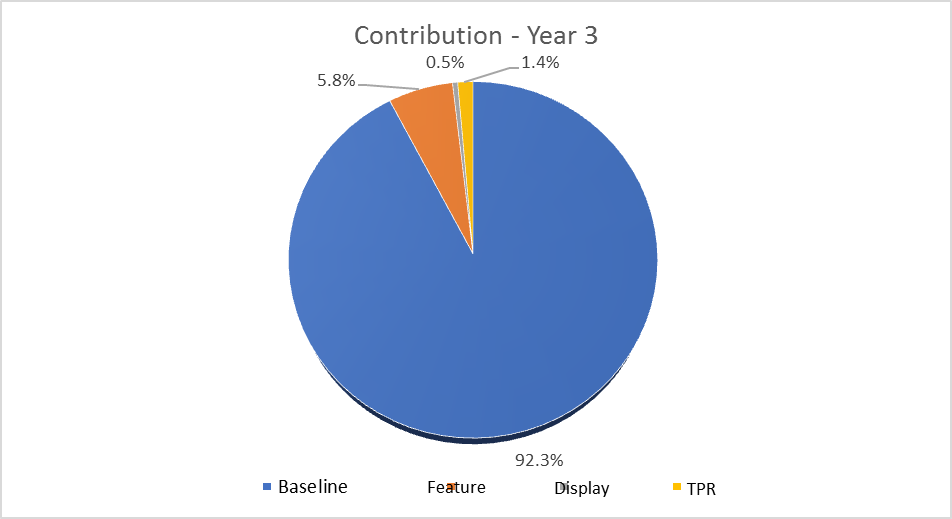 Contribution - Year 3
0.5%
1.4%
5.8%
92.3%
Baseline
Feature
Display
TPR